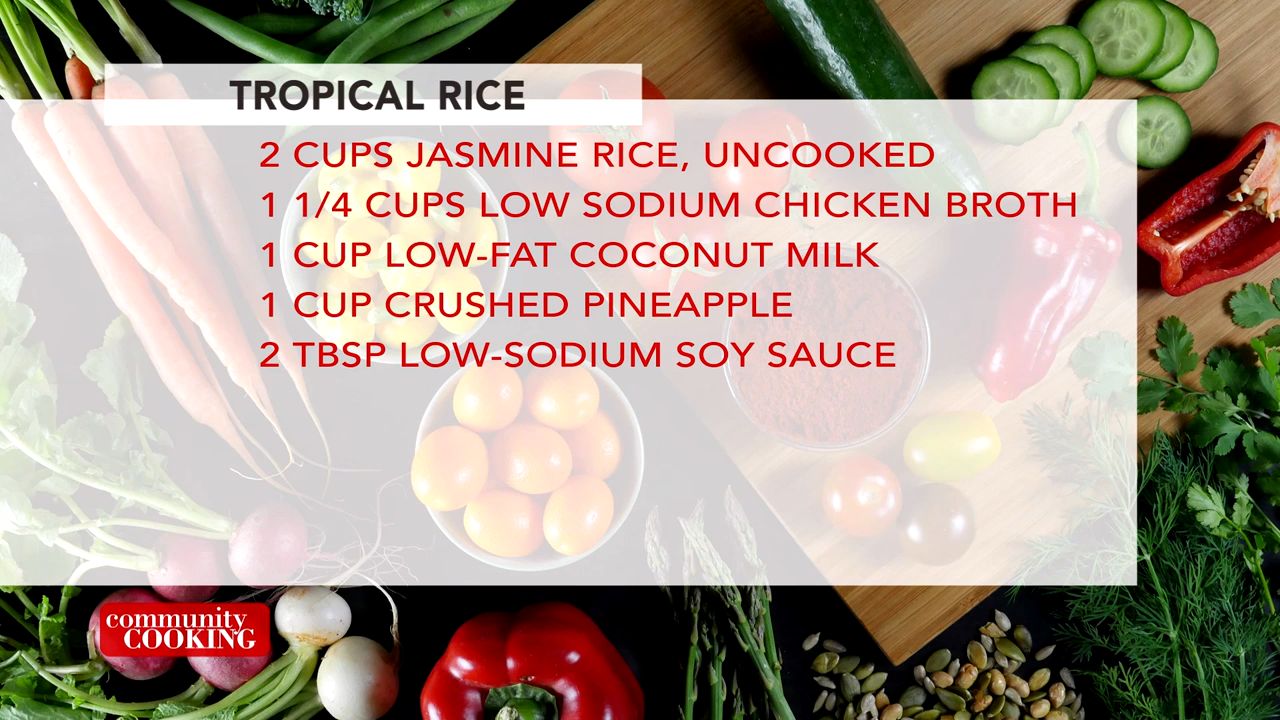 TROPICAL RICE
2 CUPS JASMINE RICE, UNCOOKED
1 1/4 CUPS LOW SODIUM CHICKEN BROTH
1 CUP LOW-FAT COCONUT MILK
1 CUP CRUSHED PINEAPPLE
2 TBSP LOW-SODIUM SOY SAUCE
community
COOKING